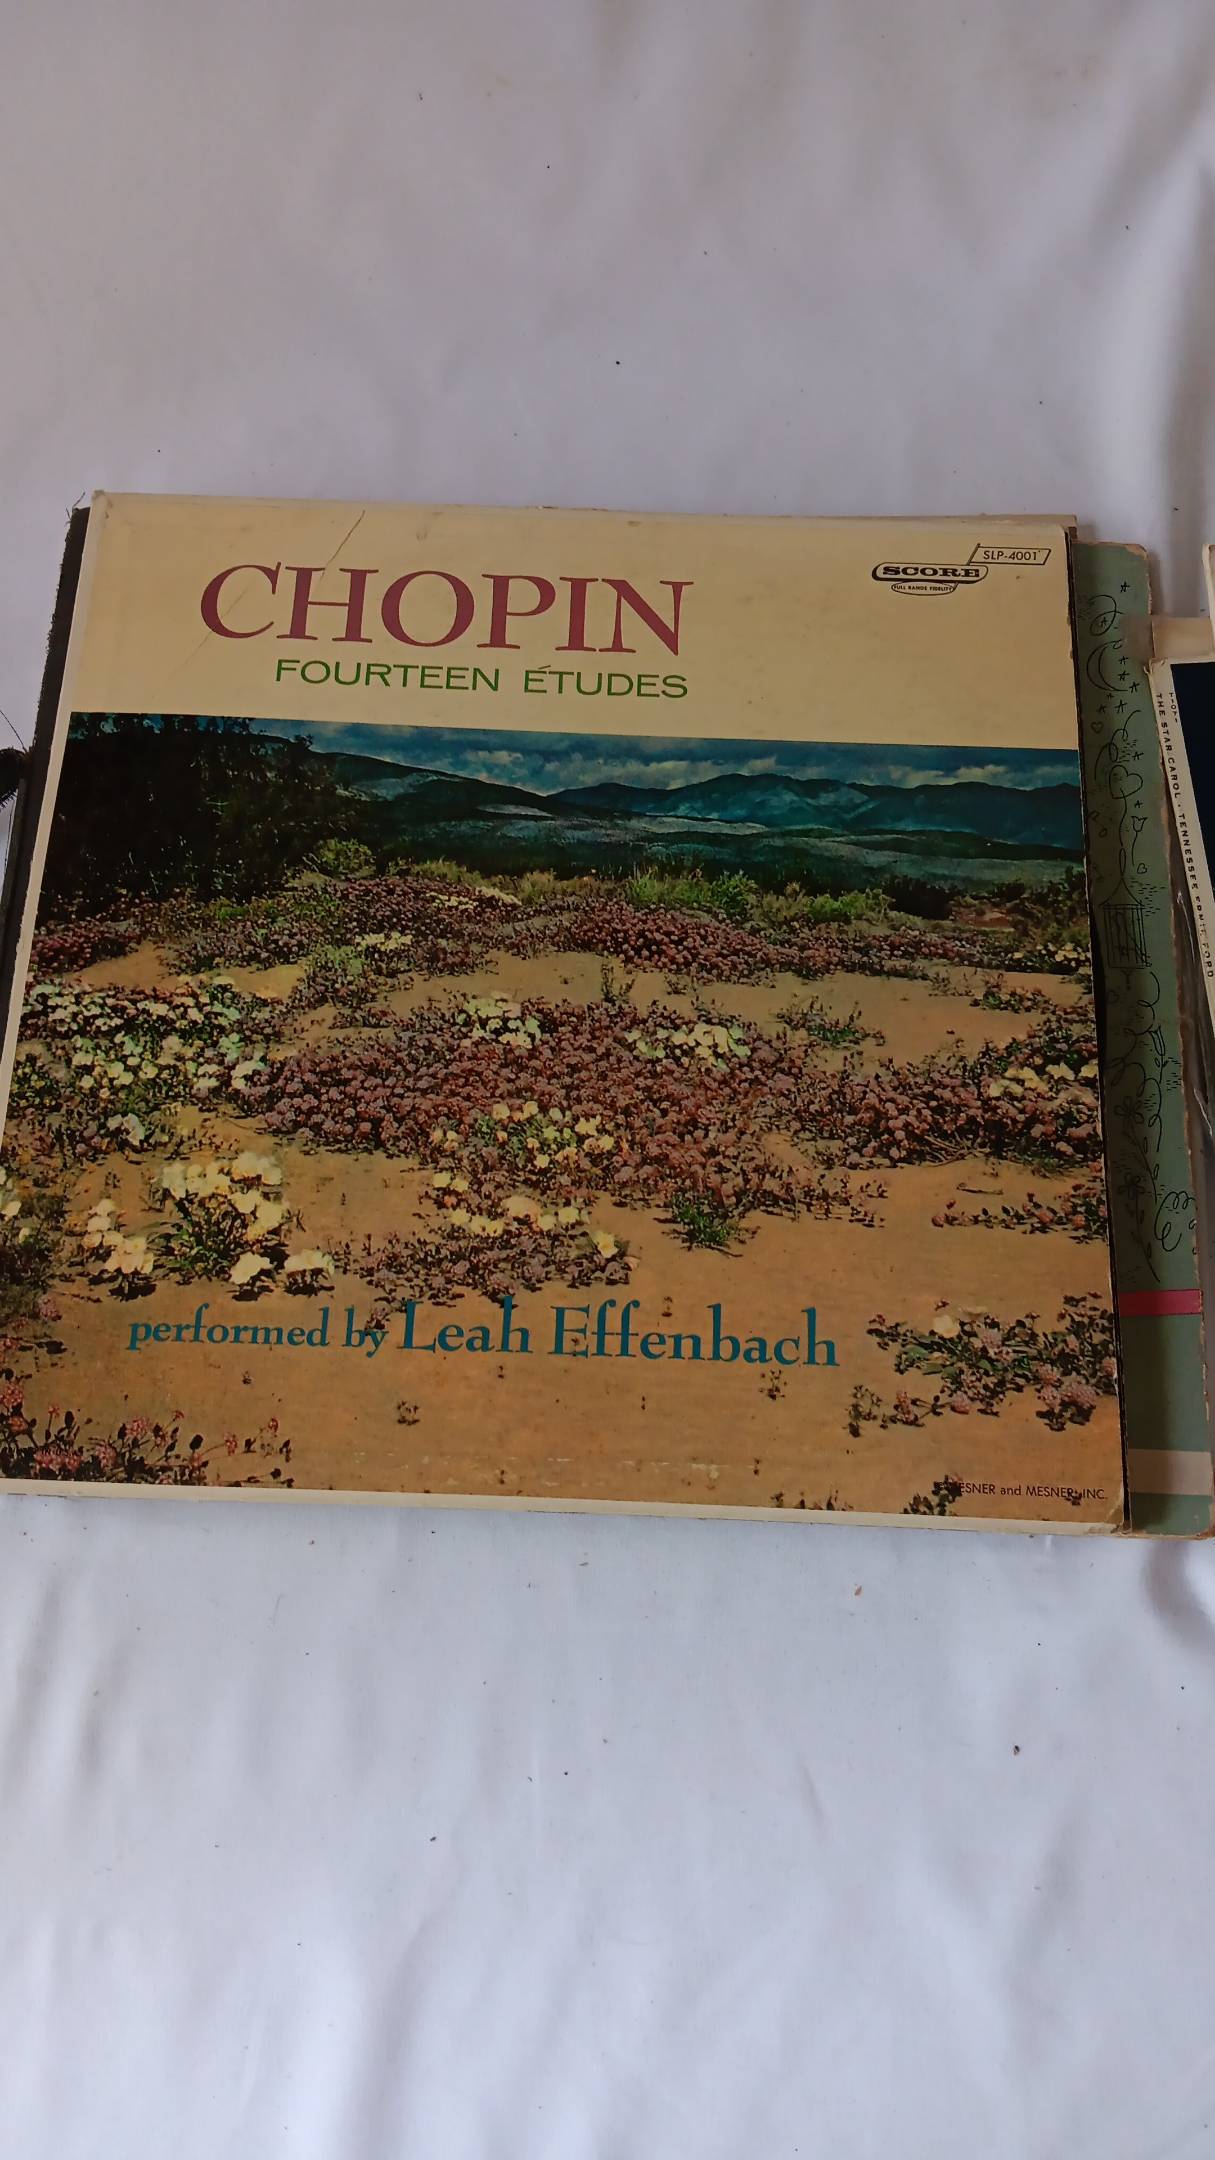 CHOPIN
FOURTEEN ÉTUDES
SLP-4001
SCORE
FULL RANGE FIDELITY
performed by Leah Effenbach
MESNER and MESNER, INC.
THE STAR CAROL • TENNESSEE ERNIE FORD